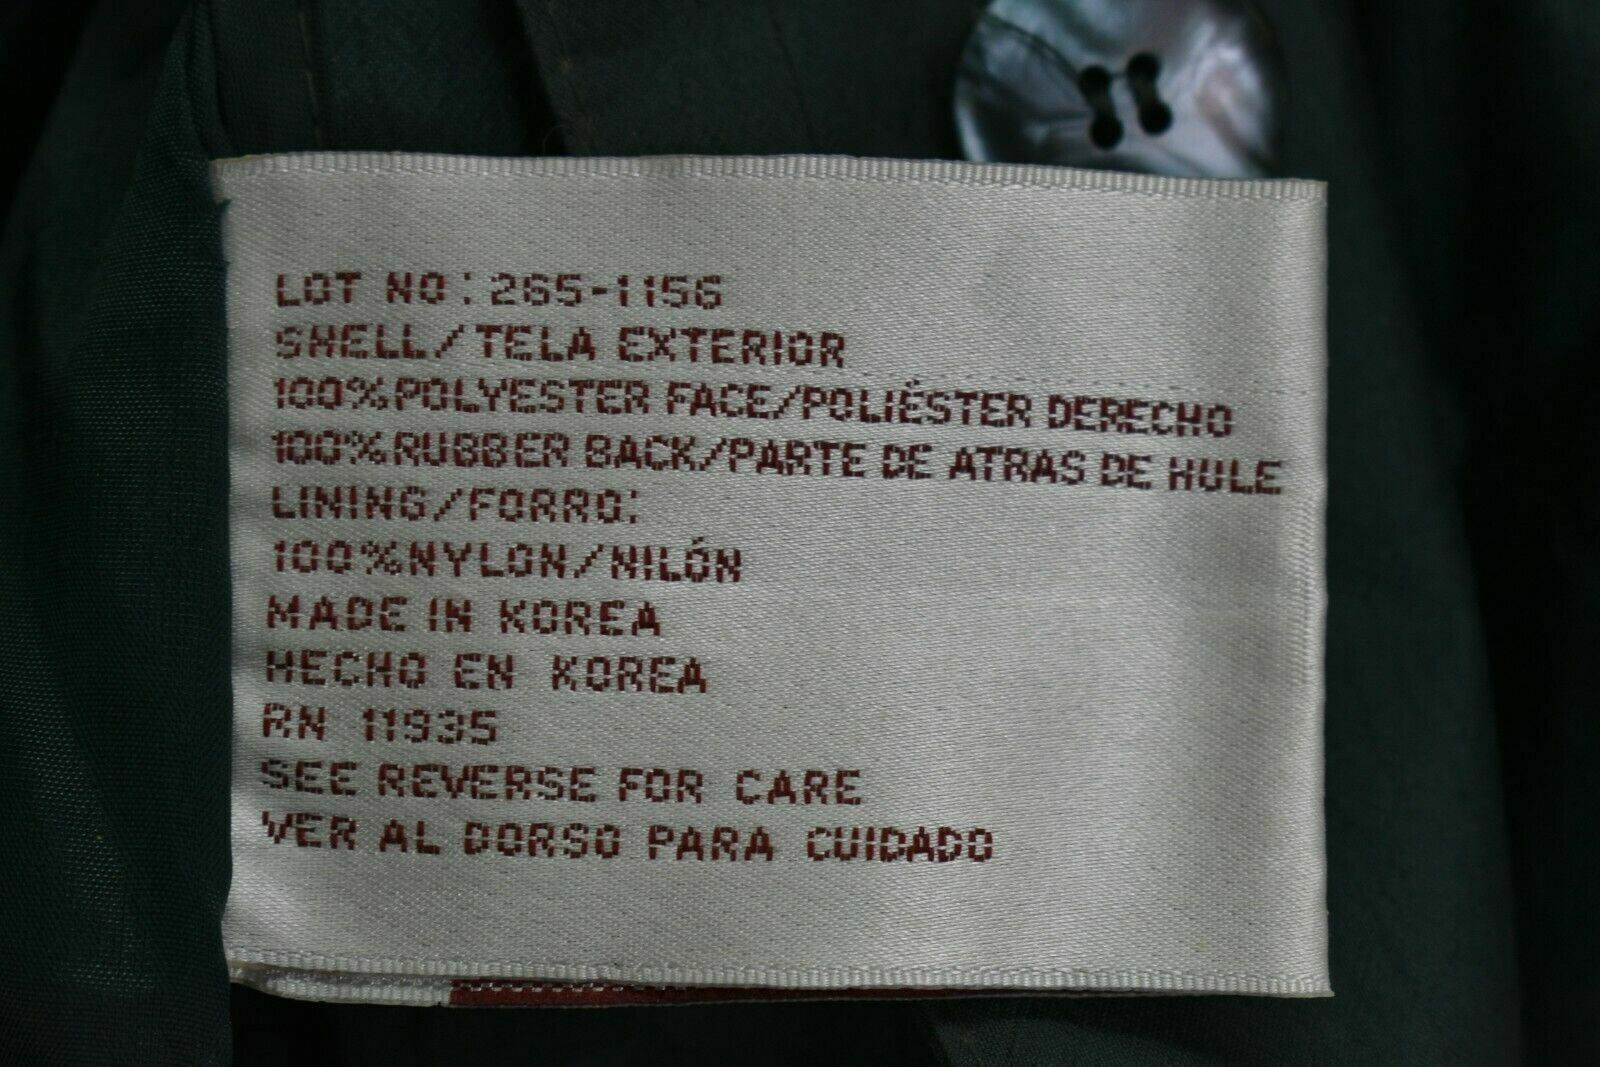 LOT NO: 265-1156
SHELL/TELA EXTERIOR
100% POLYESTER FACE/POLIÉSTER DERECHO
100% RUBBER BACK/PARTE DE ATRAS DE HULE
LINING/FORRO:
100% NYLON/NILÓN
MADE IN KOREA
HECHO EN KOREA
RN 11935
SEE REVERSE FOR CARE
VER AL DORSO PARA CUIDADO